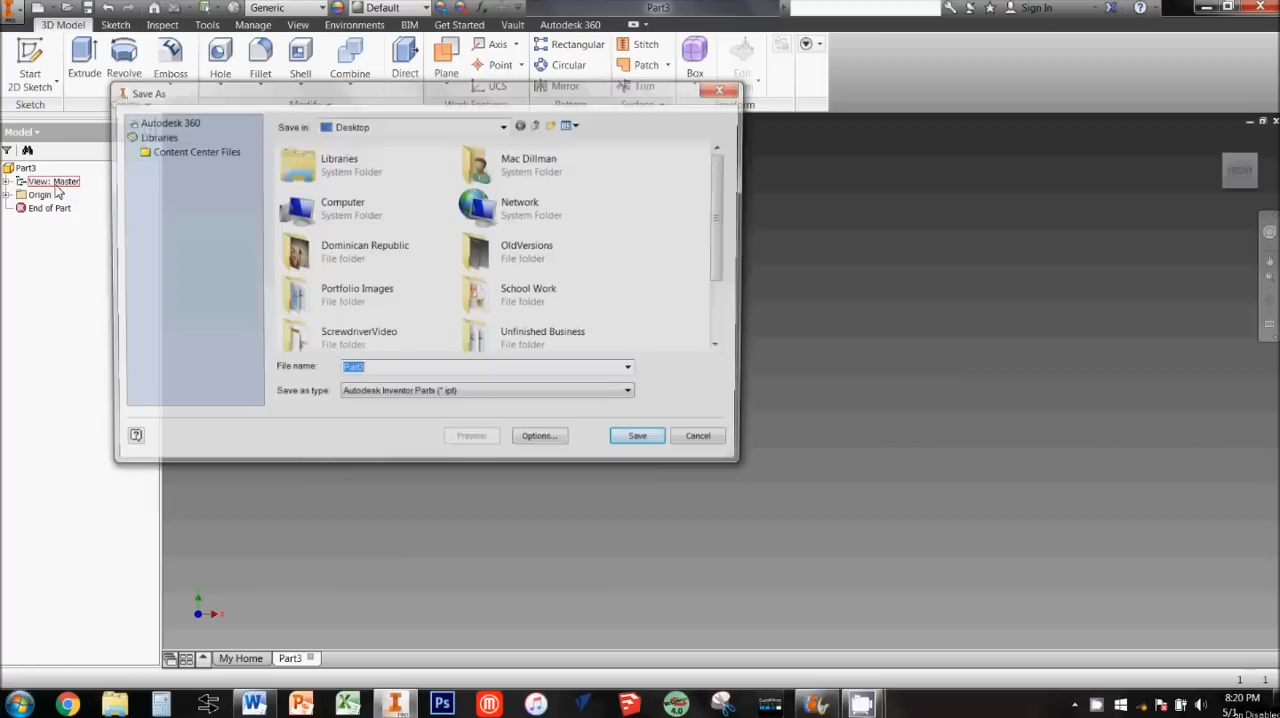 Generic
Default
Part3
Sign In
3D Model
Sketch
Inspect
Tools
Manage
View
Environments
BIM
Get Started
Vault
Autodesk 360
Start
2D Sketch
Extrude
Revolve
Emboss
Hole
Fillet
Shell
Combine
Direct
Plane
Axis
Point
UCS
Rectangular
Circular
Mirror
Stitch
Patch
Trim
Box
Edit
Sketch
Save As
Model
Part3
View: Master
Origin
End of Part
Autodesk 360
Libraries
Content Center Files
Save in:
Desktop
Libraries
System Folder
Mac Dillman
System Folder
Computer
System Folder
Network
System Folder
Dominican Republic
File folder
OldVersions
File folder
Portfolio Images
File folder
School Work
File folder
ScrewdriverVideo
File folder
Unfinished Business
File folder
File name:
Part3
Save as type:
Autodesk Inventor Parts (*.ipt)
Preview
Options...
Save
Cancel
FRONT
x
My Home
Part3
1 1
8:20 PM